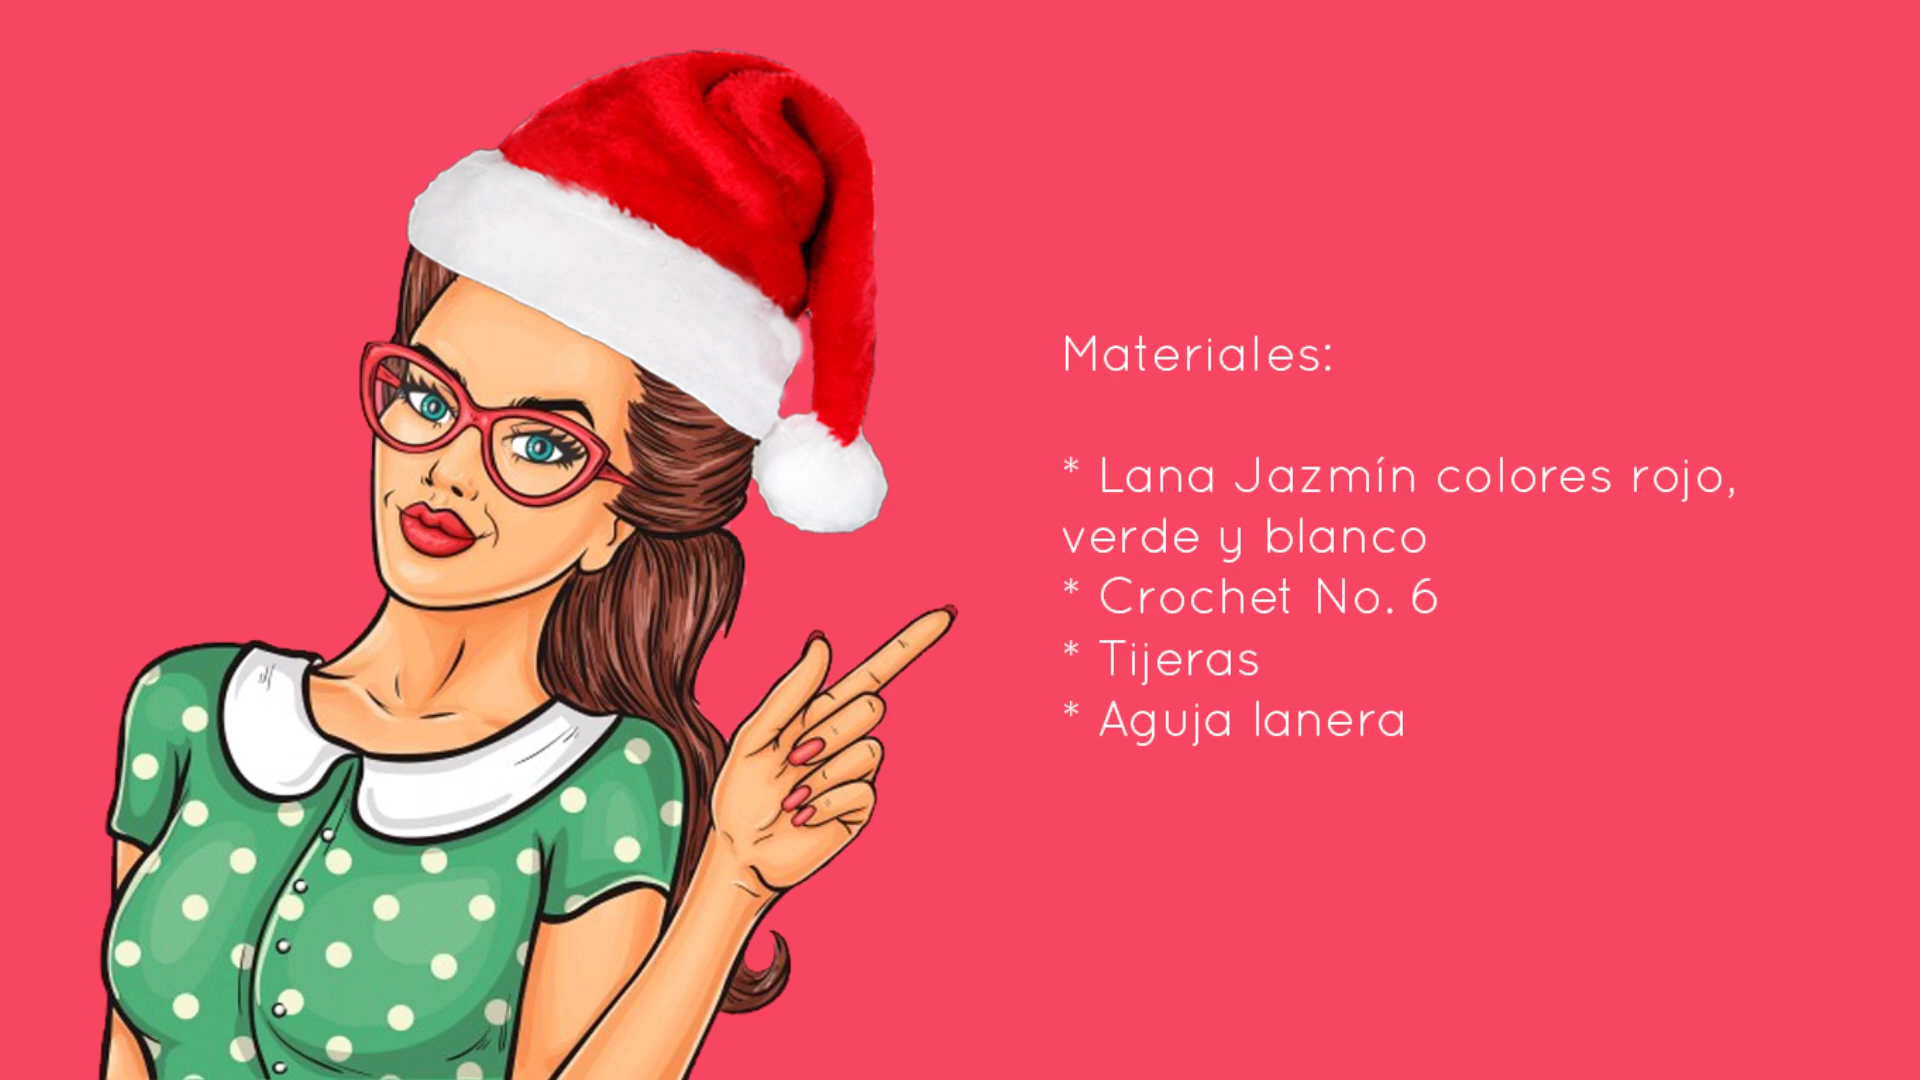 Materiales:
* Lana Jazmín colores rojo,
verde y blanco
* Crochet No. 6
* Tijeras
* Aguja lanera